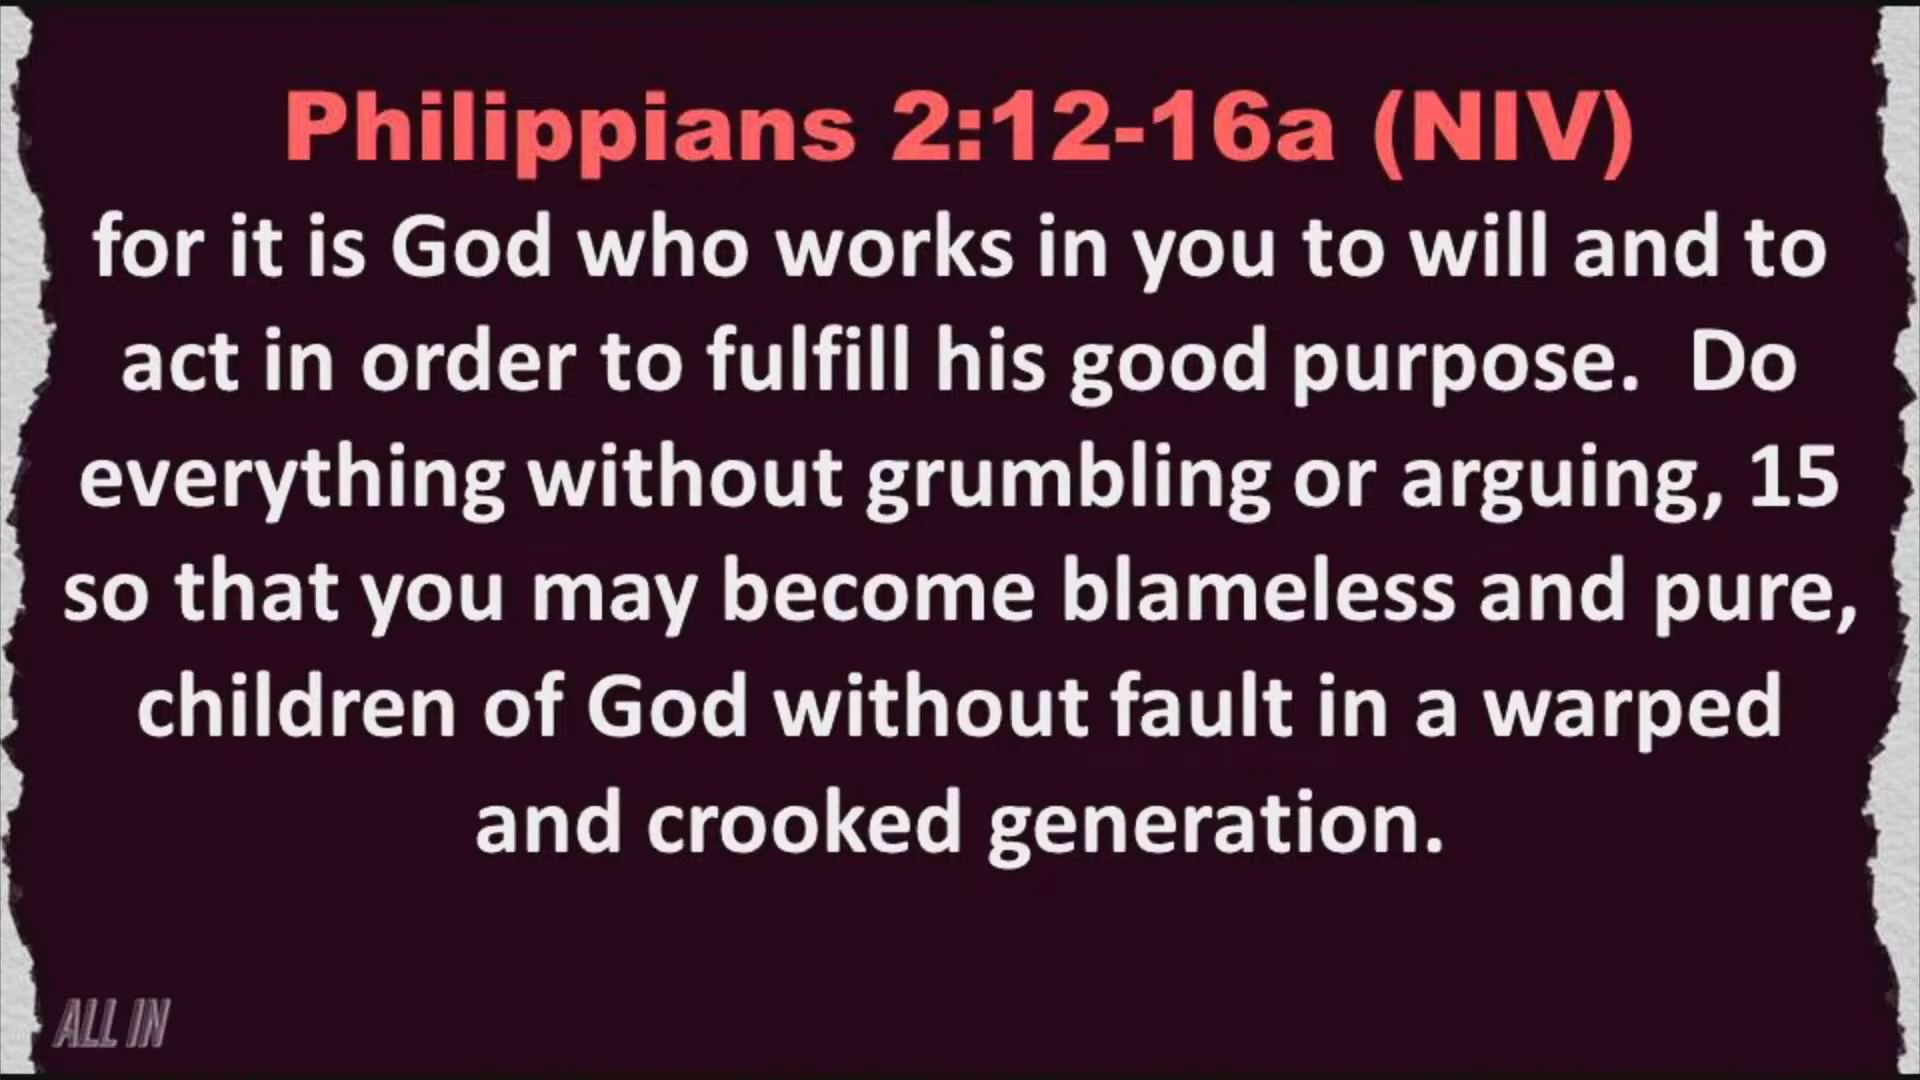 Philippians 2:12-16a (NIV)
for it is God who works in you to will and to
act in order to fulfill his good purpose.  Do
everything without grumbling or arguing, 15
so that you may become blameless and pure,
children of God without fault in a warped
and crooked generation.
ALL IN